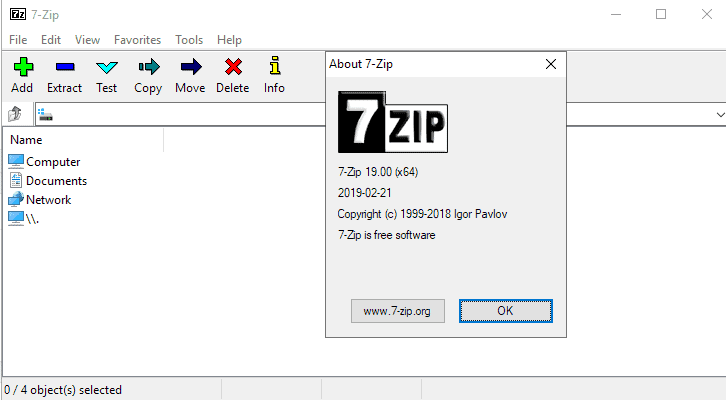 7z 7-Zip
File Edit View Favorites Tools Help
Add Extract Test Copy Move Delete Info
Name
Computer
Documents
Network
\\.
0 / 4 object(s) selected
About 7-Zip
7 ZIP
7-Zip 19.00 (x64)
2019-02-21
Copyright (c) 1999-2018 Igor Pavlov
7-Zip is free software
www.7-zip.org OK